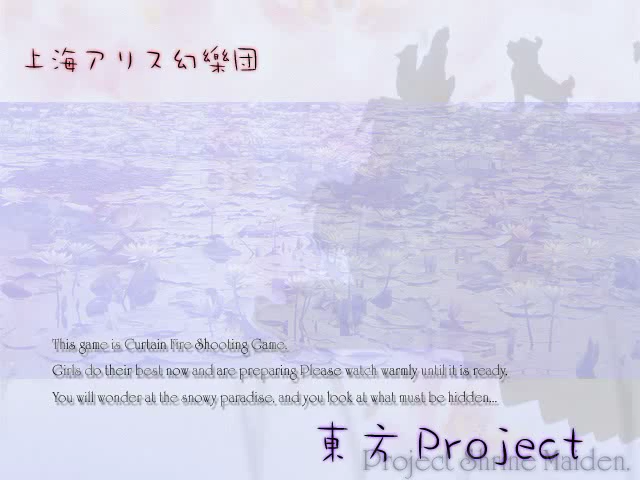 上海アリス幻樂団
This game is Curtain Fire Shooting Game.
Girls do their best now and are preparing Please watch warmly until it is ready.
You will wonder at the snowy paradise, and you look at what must be hidden...
東方Project
Project Shrine Maiden.